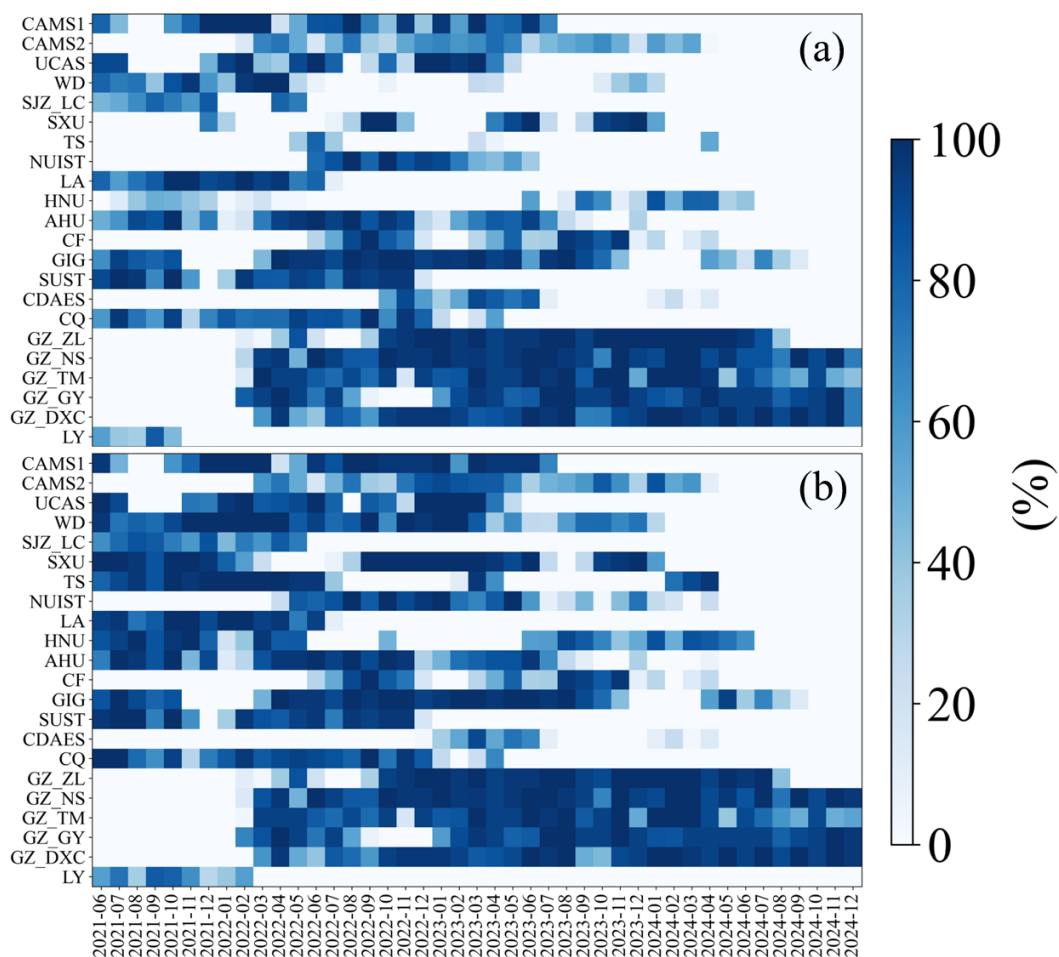 CAMS1
CAMS2
UCAS
WD
SJZ_LC
SXU
TS
NUIST
LA
HNU
AHU
CF
GIG
SUST
CDAES
CQ
GZ_ZL
GZ_NS
GZ_TM
GZ_GY
GZ_DXC
LY
(a)
CAMS1
CAMS2
UCAS
WD
SJZ_LC
SXU
TS
NUIST
LA
HNU
AHU
CF
GIG
SUST
CDAES
CQ
GZ_ZL
GZ_NS
GZ_TM
GZ_GY
GZ_DXC
LY
(b)
2021-06
2021-07
2021-08
2021-09
2021-10
2021-11
2021-12
2022-01
2022-02
2022-03
2022-04
2022-05
2022-06
2022-07
2022-08
2022-09
2022-10
2022-11
2022-12
2023-01
2023-02
2023-03
2023-04
2023-05
2023-06
2023-07
2023-08
2023-09
2023-10
2023-11
2023-12
2024-01
2024-02
2024-03
2024-04
2024-05
2024-06
2024-07
2024-08
2024-09
2024-10
2024-11
2024-12
100
80
60
40
20
0
(%)